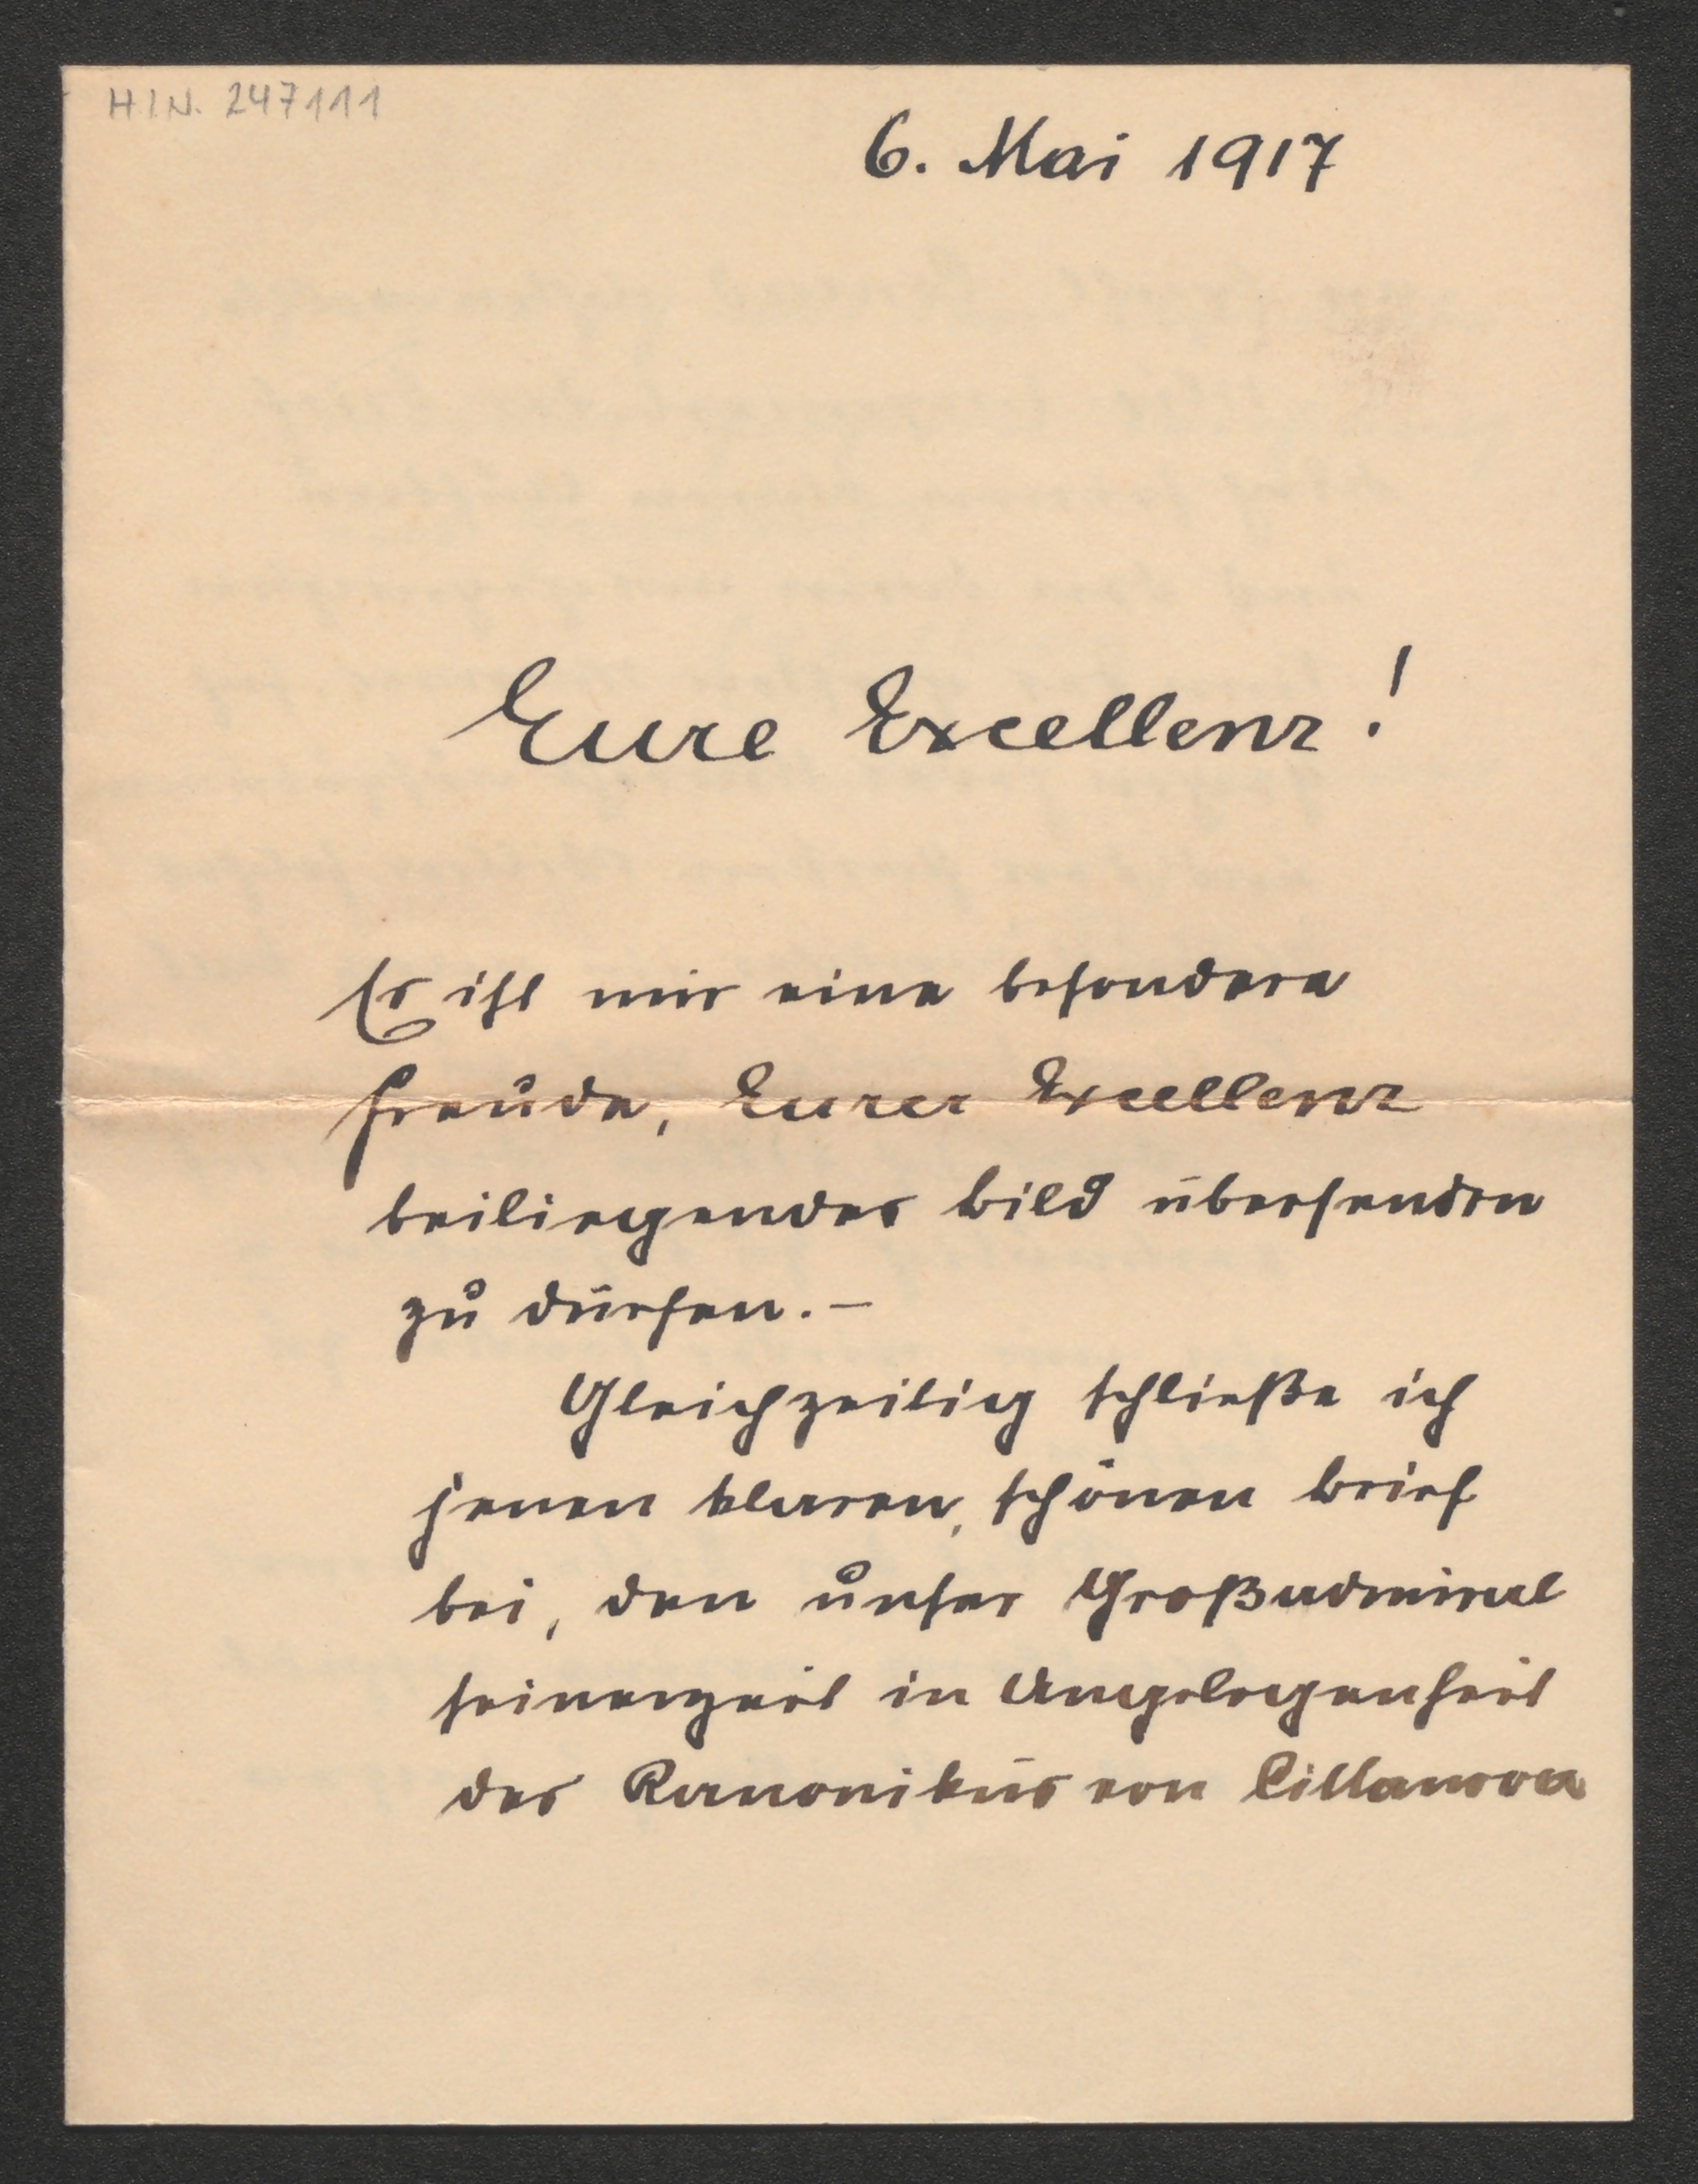 H.I.N. 247111
6. Mai 1917
Eure Excellenz!
Es ist mir eine besondere
Freude, Eurer Excellenz
beiliegendes Bild übersenden
zu dürfen. –
Gleichzeitig schließe ich
jenen klaren, schönen Brief
bei, den unser Großadmiral
seinerzeit in Angelegenheit
des Kanonikus von Cittanova